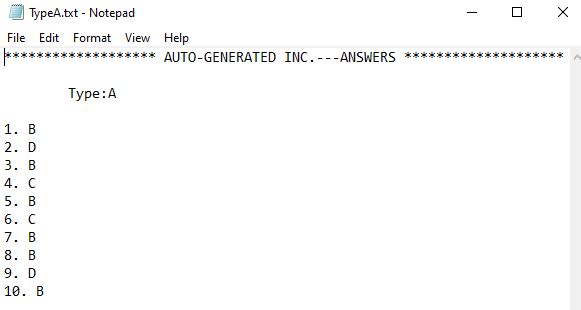 TypeA.txt - Notepad
File Edit Format View Help
******************* AUTO-GENERATED INC.---ANSWERS ********************
Type:A
1. B
2. D
3. B
4. C
5. B
6. C
7. B
8. B
9. D
10. B